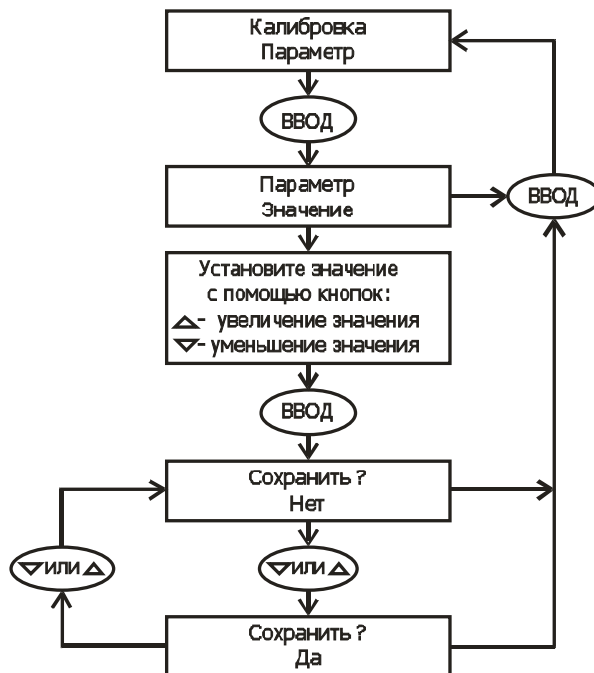 Калибровка
Параметр
ВВОД
Параметр
Значение
ВВОД
Установите значение
с помощью кнопок:
△- увеличение значения
▽- уменьшение значения
ВВОД
Сохранить ?
Нет
▽или △
▽или △
Сохранить ?
Да